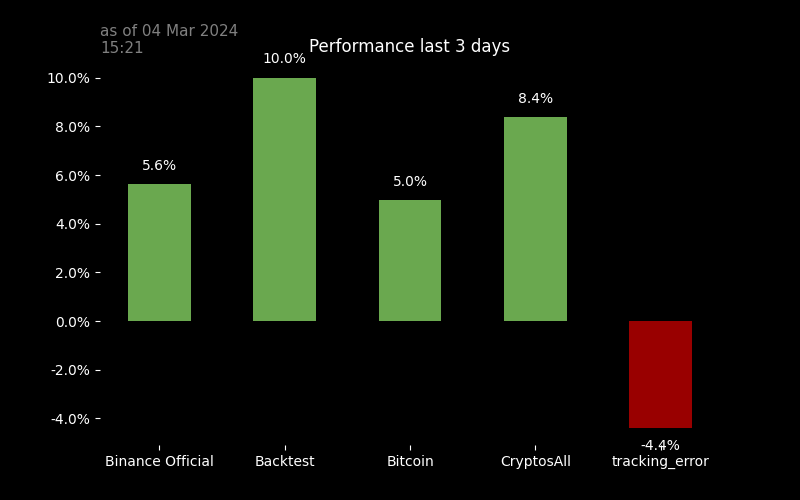 as of 04 Mar 2024
15:21
Performance last 3 days
10.0%
8.0%
6.0%
4.0%
2.0%
0.0%
-2.0%
-4.0%
5.6%
10.0%
5.0%
8.4%
-4.4%
Binance Official
Backtest
Bitcoin
CryptosAll
tracking_error